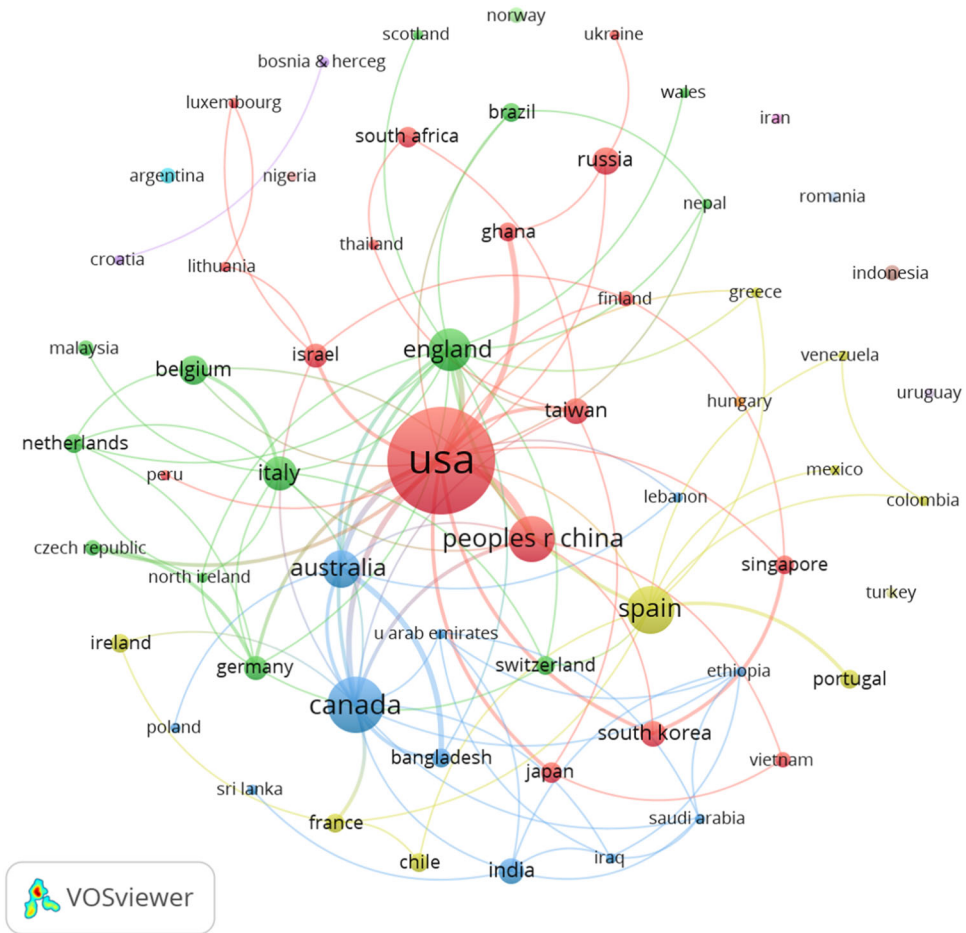 norway
scotland
ukraine
bosnia & herceg
wales
luxembourg
brazil
iran
south africa
russia
argentina
nigeria
romania
nepal
ghana
thailand
croatia
lithuania
indonesia
finland
greece
malaysia
england
israel
venezuela
belgium
uruguay
hungary
taiwan
netherlands
usa
italy
peru
mexico
lebanon
colombia
peoples r china
czech republic
australia
singapore
north ireland
turkey
spain
u arab emirates
ireland
germany
switzerland
ethiopia
portugal
canada
poland
south korea
bangladesh
vietnam
japan
sri lanka
saudi arabia
france
iraq
chile
india
VOSviewer